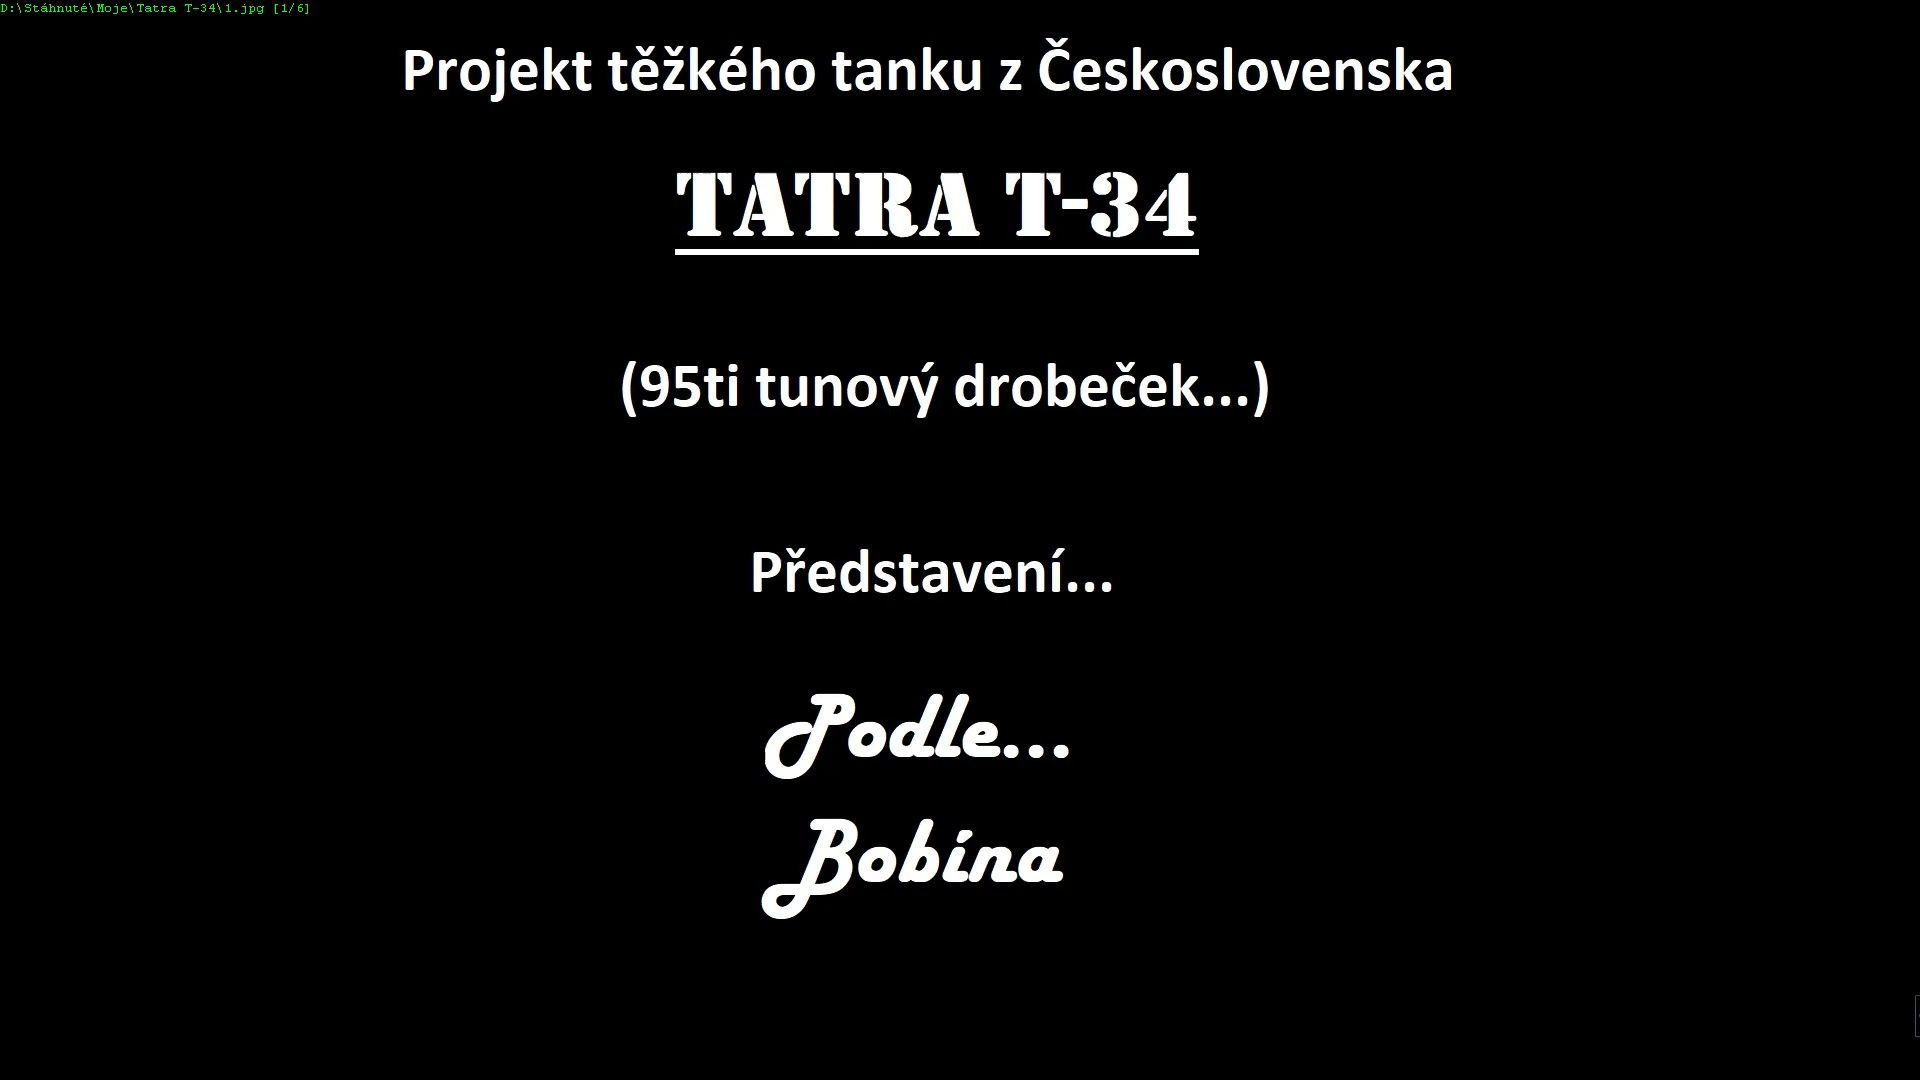 D:\Stáhnuté\Moje\Tatra T-34\1.jpg [1/6]
Projekt těžkého tanku z Československa
TATRA T-34
(95ti tunový drobeček...)
Představení...
Podle...
Bobína